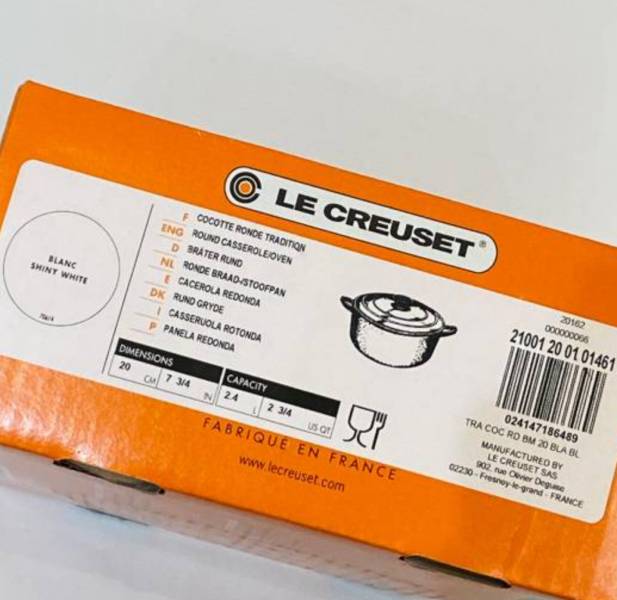 LE CREUSET®
BLANC
SHINY WHITE
F COCOTTE RONDE TRADITION
ENG ROUND CASSEROLE/OVEN
D BRÄTER RUND
NL RONDE BRAAD-/STOOFPAN
E CACEROLA REDONDA
DK RUND GRYDE
I CASSERUOLA ROTONDA
P PANELA REDONDA
DIMENSIONS
20 CM 7 3/4 IN
CAPACITY
2.4 L 2 3/4 US QT
20162
000000066
21001 20 01 01461
024147186489
TRA COC RD BM 20 BLA BL
MANUFACTURED BY
LE CREUSET SAS
902, rue Olivier Deguise
02230 - Fresnoy-le-grand - FRANCE
FABRIQUÉ EN FRANCE
www.lecreuset.com